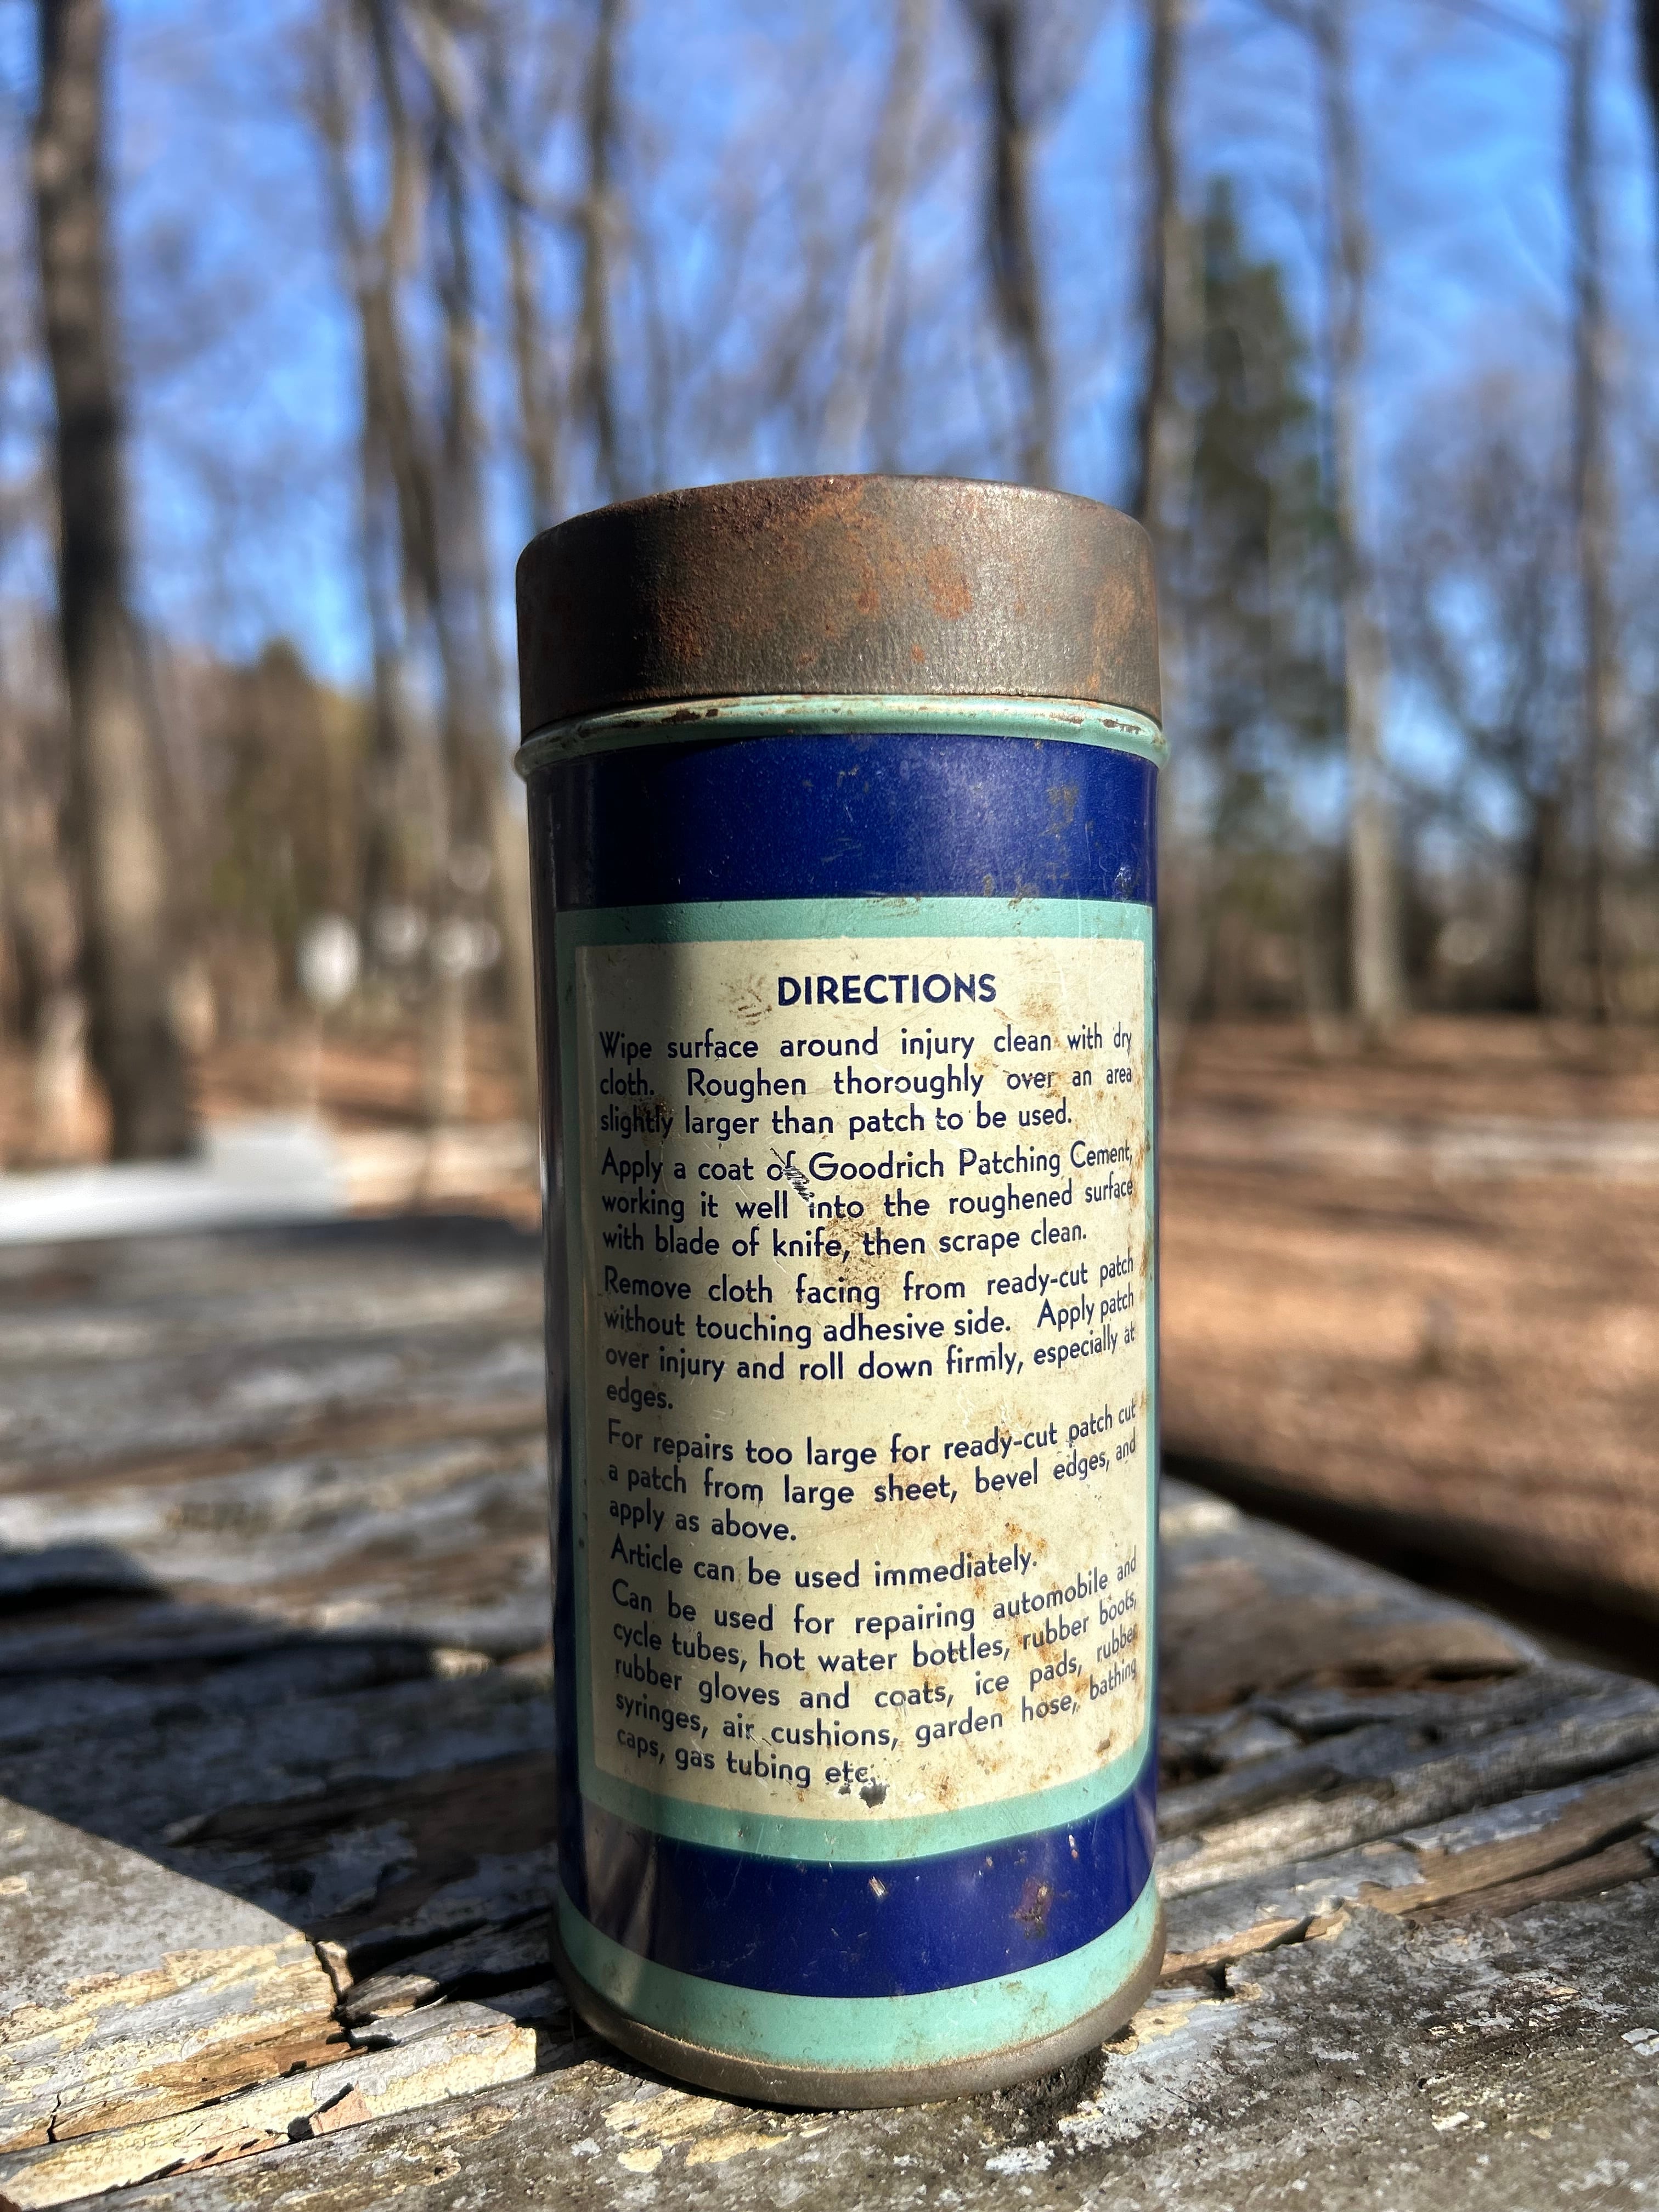 DIRECTIONS
Wipe surface around injury clean with dry
cloth. Roughen thoroughly over an area
slightly larger than patch to be used.
Apply a coat of Goodrich Patching Cement,
working it well into the roughened surface
with blade of knife, then scrape clean.
Remove cloth facing from ready-cut patch
without touching adhesive side. Apply patch
over injury and roll down firmly, especially at
edges.
For repairs too large for ready-cut patch cut
a patch from large sheet, bevel edges, and
apply as above.
Article can be used immediately.
Can be used for repairing automobile and
cycle tubes, hot water bottles, rubber boots,
rubber gloves and coats, ice pads, rubber
syringes, air cushions, garden hose, bathing
caps, gas tubing etc.